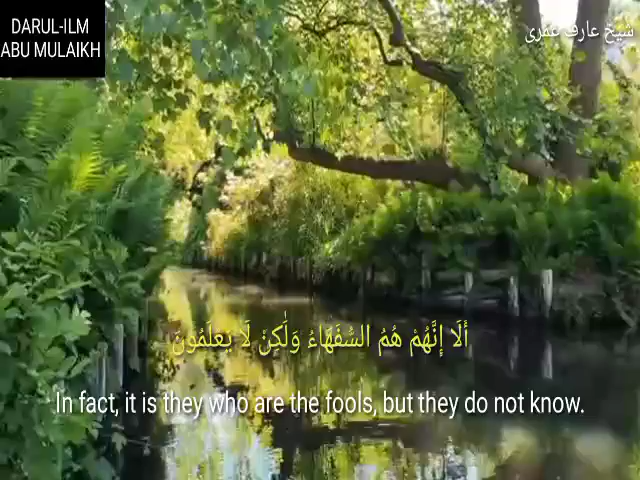 DARUL-ILM
ABU MULAIKH
شيخ عارف عمری
أَلَا إِنَّهُمْ هُمُ السُّفَهَاءُ وَلَٰكِنْ لَا يَعْلَمُونَ
In fact, it is they who are the fools, but they do not know.